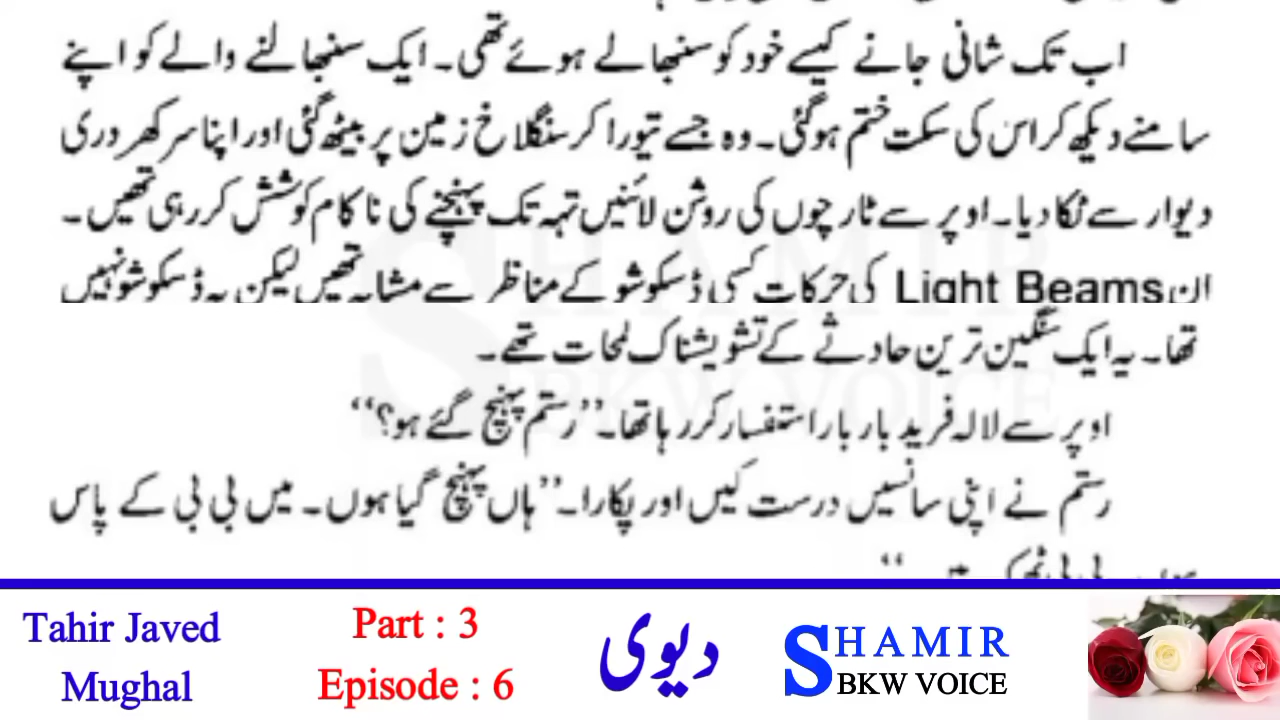 اب تک شانی جانے کیسے خود کو سنبھالے ہوئے تھی۔ ایک سنبھالنے والے کو اپنے
سامنے دیکھ کر اس کی سکت ختم ہوگئی۔ وہ جسے تیورا کر سنگلاخ زمین پر بیٹھ گئی اور اپنا سر کھر دری
دیوار سے ٹکا دیا۔ اوپر سے ٹارچوں کی روشن لائنیں تہہ تک پہنچنے کی ناکام کوشش کر رہی تھیں۔
ان Light Beams کی حرکات کسی ڈسکو شو کے مناظر سے مشابہ تھیں لیکن یہ ڈسکو شو نہیں
تھا۔ یہ ایک سنگین ترین حادثے کے تشویشناک لمحات تھے۔
اوپر سے لالہ فرید بار بار استفسار کر رہا تھا۔ ’’رستم پہنچ گئے ہو؟‘‘
رستم نے اپنی سانسیں درست کیں اور پکارا۔ ’’ہاں پہنچ گیا ہوں۔ میں بی بی کے پاس
SHAMIR
BKW VOICE
Tahir Javed
Mughal
Part : 3
Episode : 6
دیوی
SHAMIR
BKW VOICE